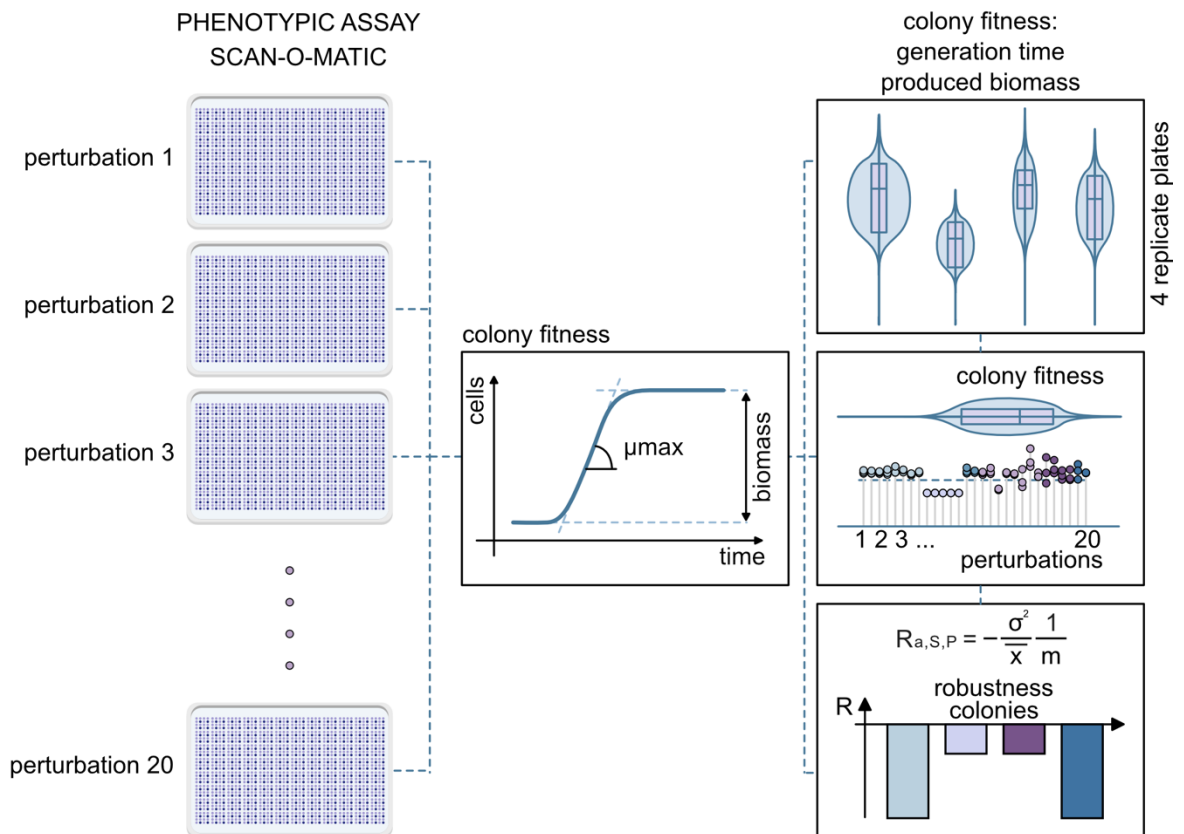 PHENOTYPIC ASSAY
SCAN-O-MATIC
perturbation 1
perturbation 2
perturbation 3
perturbation 20
colony fitness
cells
µmax
biomass
time
colony fitness:
generation time
produced biomass
4 replicate plates
colony fitness
1 2 3 ... 20
perturbations
Ra,S,P = - σ² / x̅ 1 / m
robustness
colonies
R